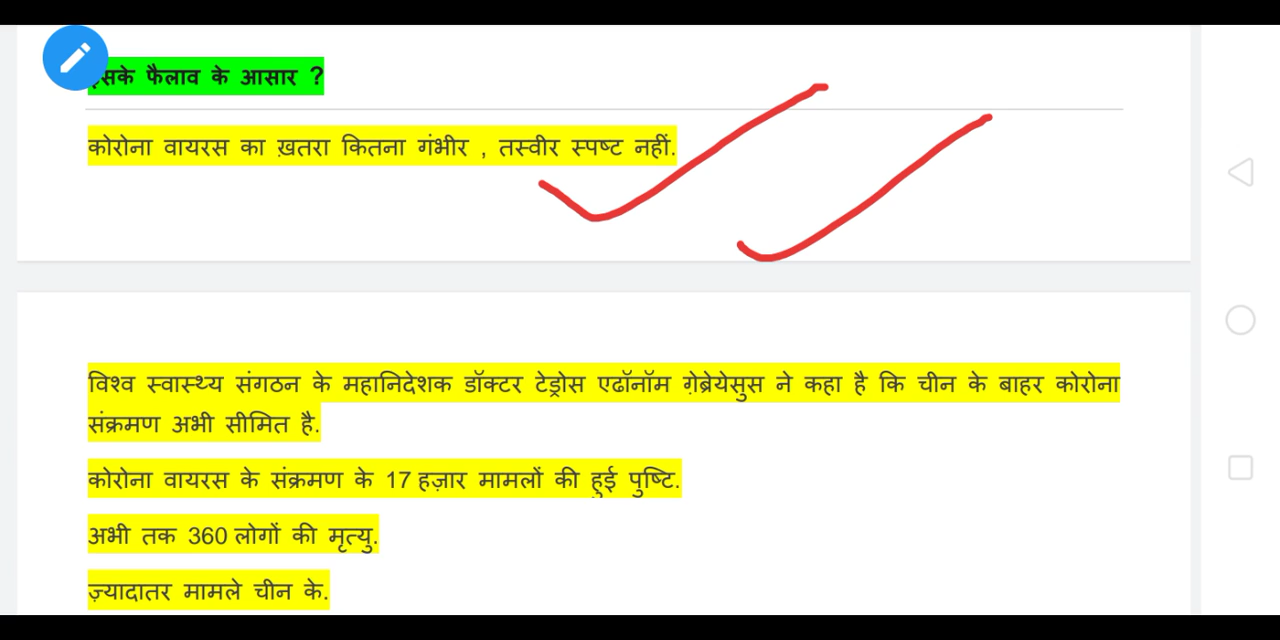 फैलाव के आसार ?
कोरोना वायरस का ख़तरा कितना गंभीर , तस्वीर स्पष्ट नहीं.
विश्व स्वास्थ्य संगठन के महानिदेशक डॉक्टर टेड्रोस एढॉनॉम ग़ेब्रेयेसुस ने कहा है कि चीन के बाहर कोरोना
संक्रमण अभी सीमित है.
कोरोना वायरस के संक्रमण के 17 हज़ार मामलों की हुई पुष्टि.
अभी तक 360 लोगों की मृत्यु.
ज़्यादातर मामले चीन के.